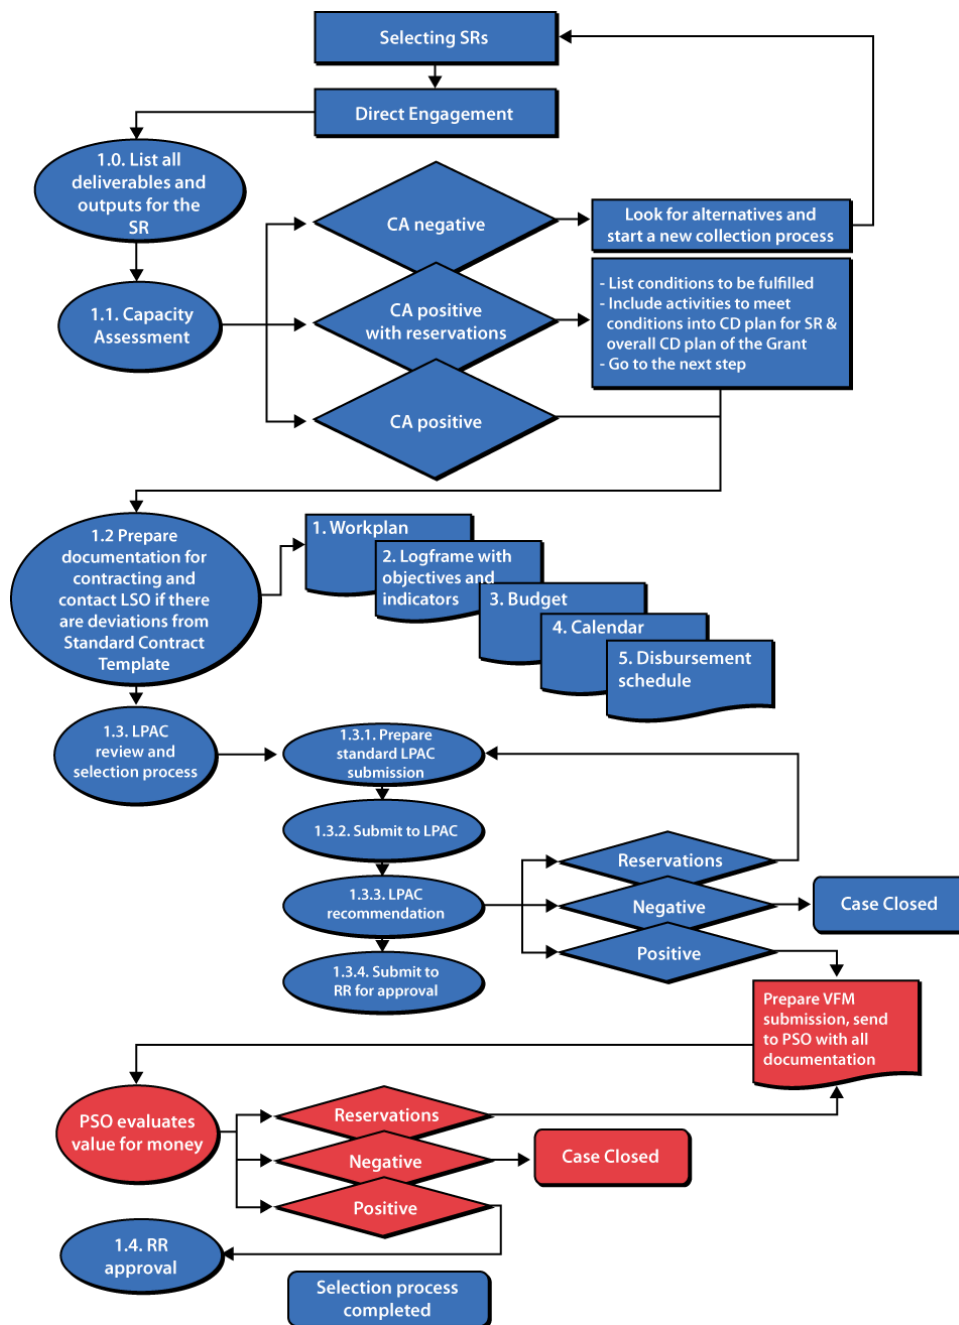 Selecting SRs
Direct Engagement
1.0. List all
deliverables and
outputs for the
SR
CA negative
Look for alternatives and
start a new collection process
1.1. Capacity
Assessment
CA positive
with reservations
- List conditions to be fulfilled
- Include activities to meet
conditions into CD plan for SR &
overall CD plan of the Grant
- Go to the next step
CA positive
1.2 Prepare
documentation for
contracting and
contact LSO if there
are deviations from
Standard Contract
Template
1. Workplan
2. Logframe with
objectives and
indicators
3. Budget
4. Calendar
5. Disbursement
schedule
1.3. LPAC
review and
selection process
1.3.1. Prepare
standard LPAC
submission
1.3.2. Submit to LPAC
1.3.3. LPAC
recommendation
Reservations
Negative
Case Closed
Positive
1.3.4. Submit to
RR for approval
Prepare VFM
submission, send
to PSO with all
documentation
PSO evaluates
value for money
Reservations
Negative
Case Closed
Positive
1.4. RR
approval
Selection process
completed